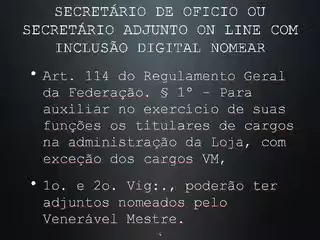 SECRETÁRIO DE OFICIO OU
SECRETÁRIO ADJUNTO ON LINE COM
INCLUSÃO DIGITAL NOMEAR
• Art. 114 do Regulamento Geral
da Federação. § 1º – Para
auxiliar no exercício de suas
funções os titulares de cargos
na administração da Loja, com
exceção dos cargos VM,
• 1o. e 2o. Vig:., poderão ter
adjuntos nomeados pelo
Venerável Mestre.